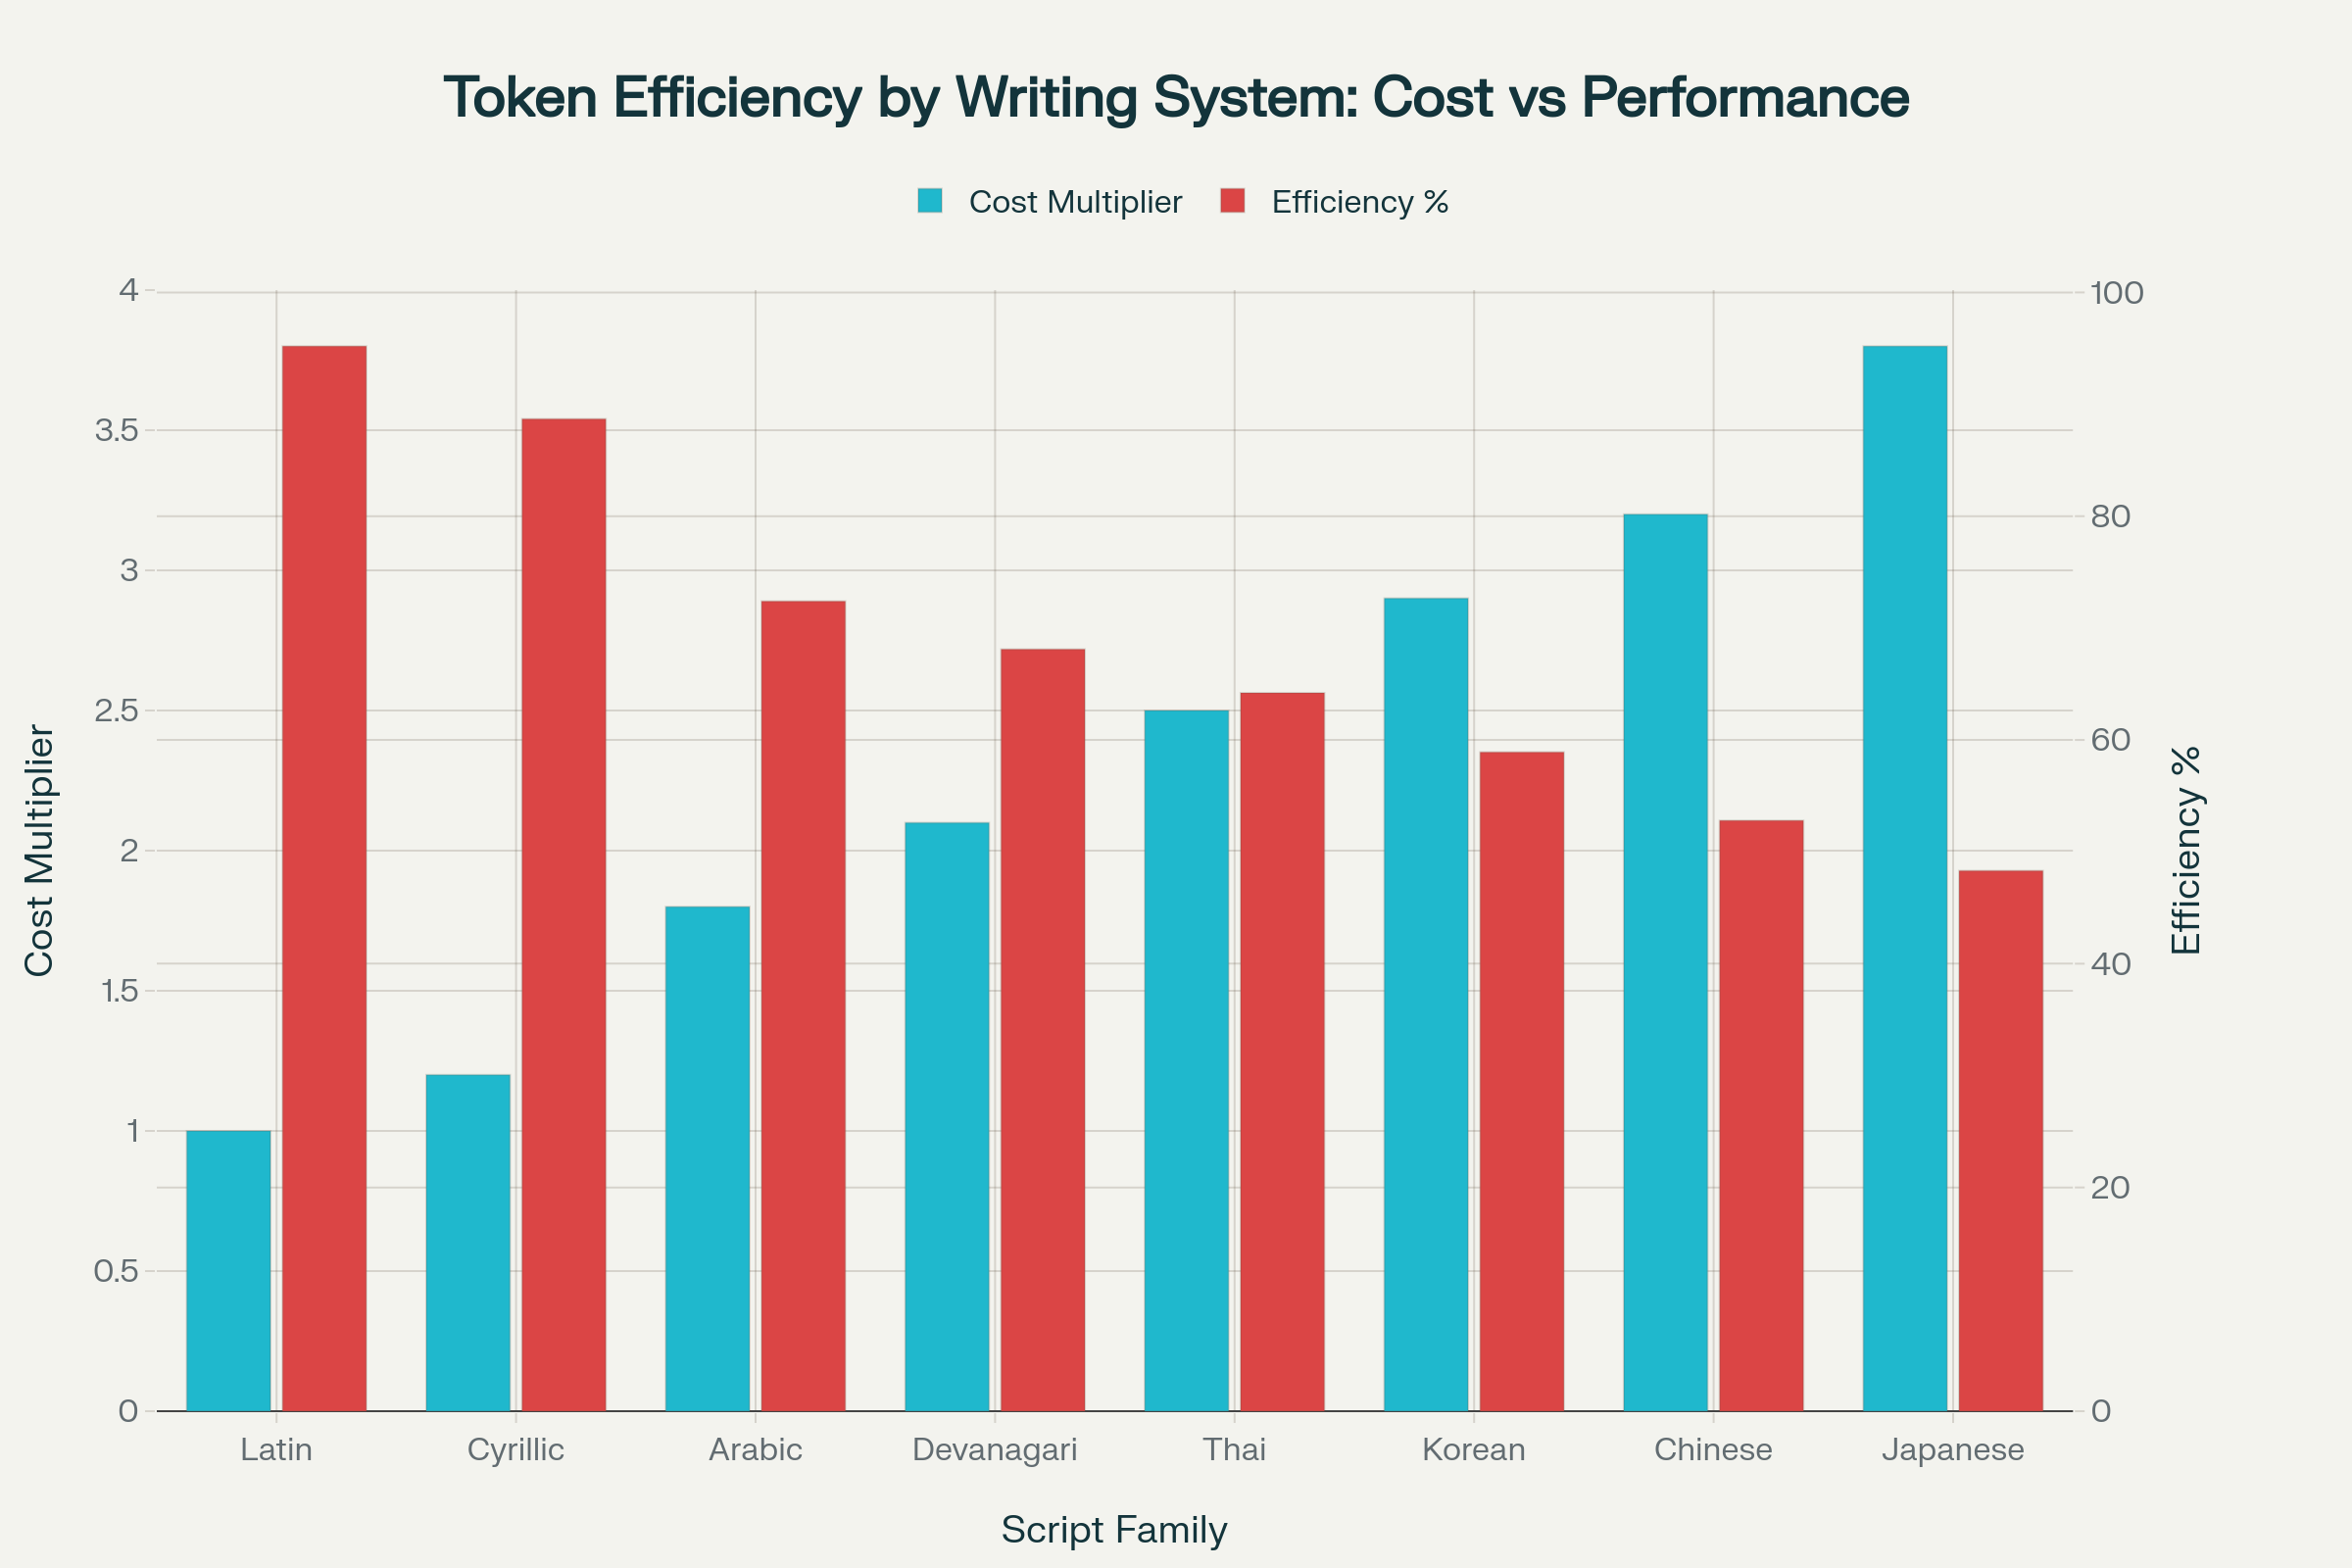 Token Efficiency by Writing System: Cost vs Performance
Cost Multiplier
Efficiency %
4
3.5
3
2.5
2
1.5
1
0.5
0
Cost Multiplier
100
80
60
40
20
0
Efficiency %
Latin
Cyrillic
Arabic
Devanagari
Thai
Korean
Chinese
Japanese
Script Family